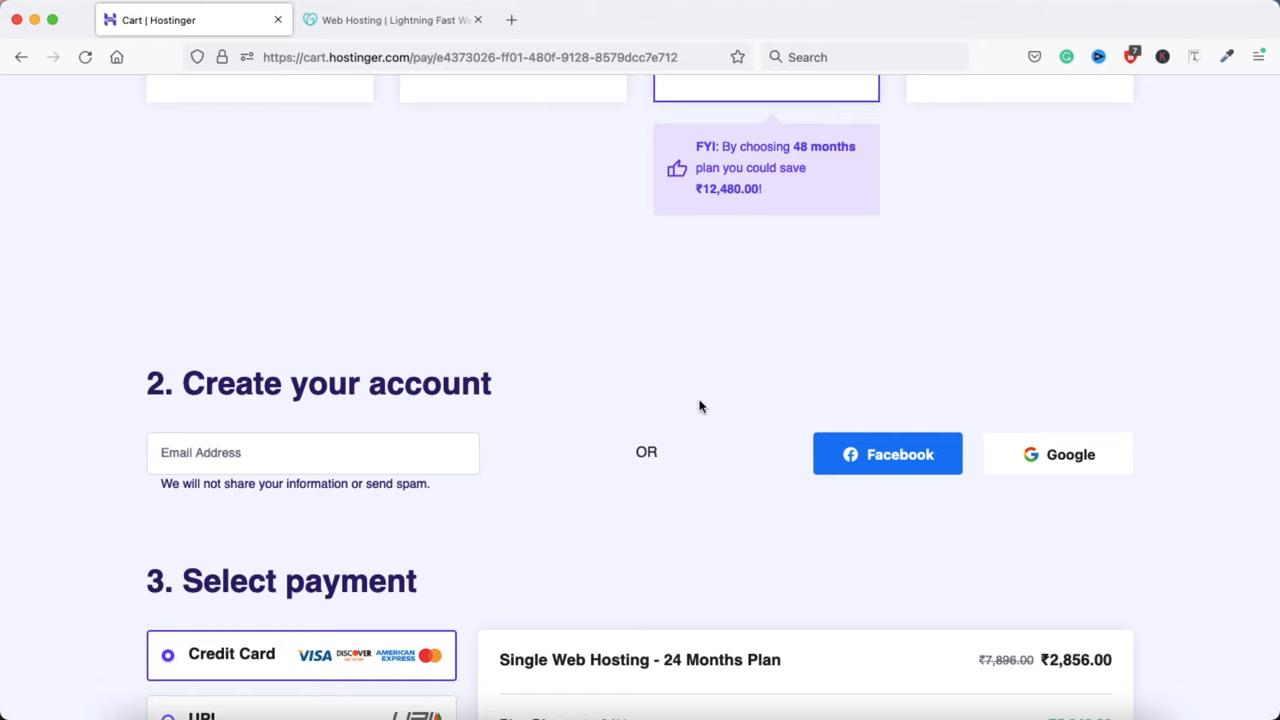 Cart | Hostinger
Web Hosting | Lightning Fast We
https://cart.hostinger.com/pay/e4373026-ff01-480f-9128-8579dcc7e712
Search
7
FYI: By choosing 48 months
plan you could save
₹12,480.00!
2. Create your account
Email Address
OR
Facebook
Google
We will not share your information or send spam.
3. Select payment
Credit Card
VISA
DISCOVER
NETWORK
AMERICAN
EXPRESS
Single Web Hosting - 24 Months Plan
₹7,896.00 ₹2,856.00
UPI